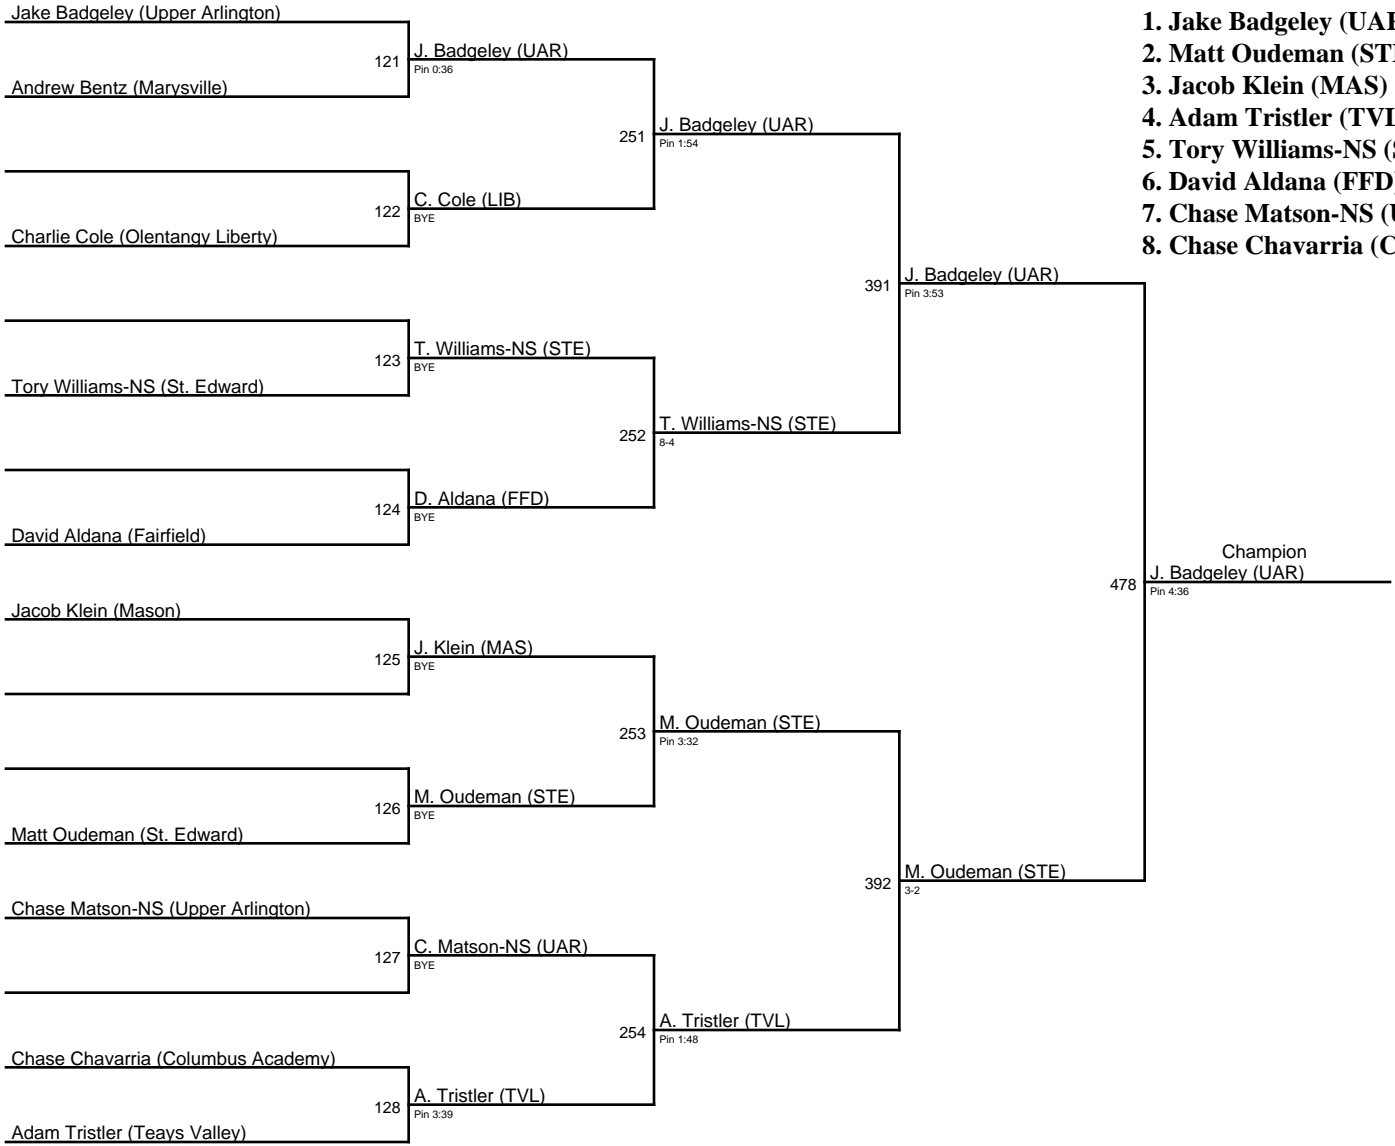 Jake Badgeley (Upper Arlington)
121
J. Badgeley (UAR)
Pin 0:36
Andrew Bentz (Marysville)
251
J. Badgeley (UAR)
Pin 1:54
122
C. Cole (LIB)
BYE
Charlie Cole (Olentangy Liberty)
391
J. Badgeley (UAR)
Pin 3:53
123
T. Williams-NS (STE)
BYE
Tory Williams-NS (St. Edward)
252
T. Williams-NS (STE)
8-4
124
D. Aldana (FFD)
BYE
David Aldana (Fairfield)
Champion
478
J. Badgeley (UAR)
Pin 4:36
Jacob Klein (Mason)
125
J. Klein (MAS)
BYE
253
M. Oudeman (STE)
Pin 3:32
126
M. Oudeman (STE)
BYE
Matt Oudeman (St. Edward)
392
M. Oudeman (STE)
3-2
Chase Matson-NS (Upper Arlington)
127
C. Matson-NS (UAR)
BYE
254
A. Tristler (TVL)
Pin 1:48
Chase Chavarria (Columbus Academy)
128
A. Tristler (TVL)
Pin 3:39
Adam Tristler (Teays Valley)
1. Jake Badgeley (UA
2. Matt Oudeman (ST
3. Jacob Klein (MAS)
4. Adam Tristler (TV
5. Tory Williams-NS (
6. David Aldana (FFD
7. Chase Matson-NS (
8. Chase Chavarria (C